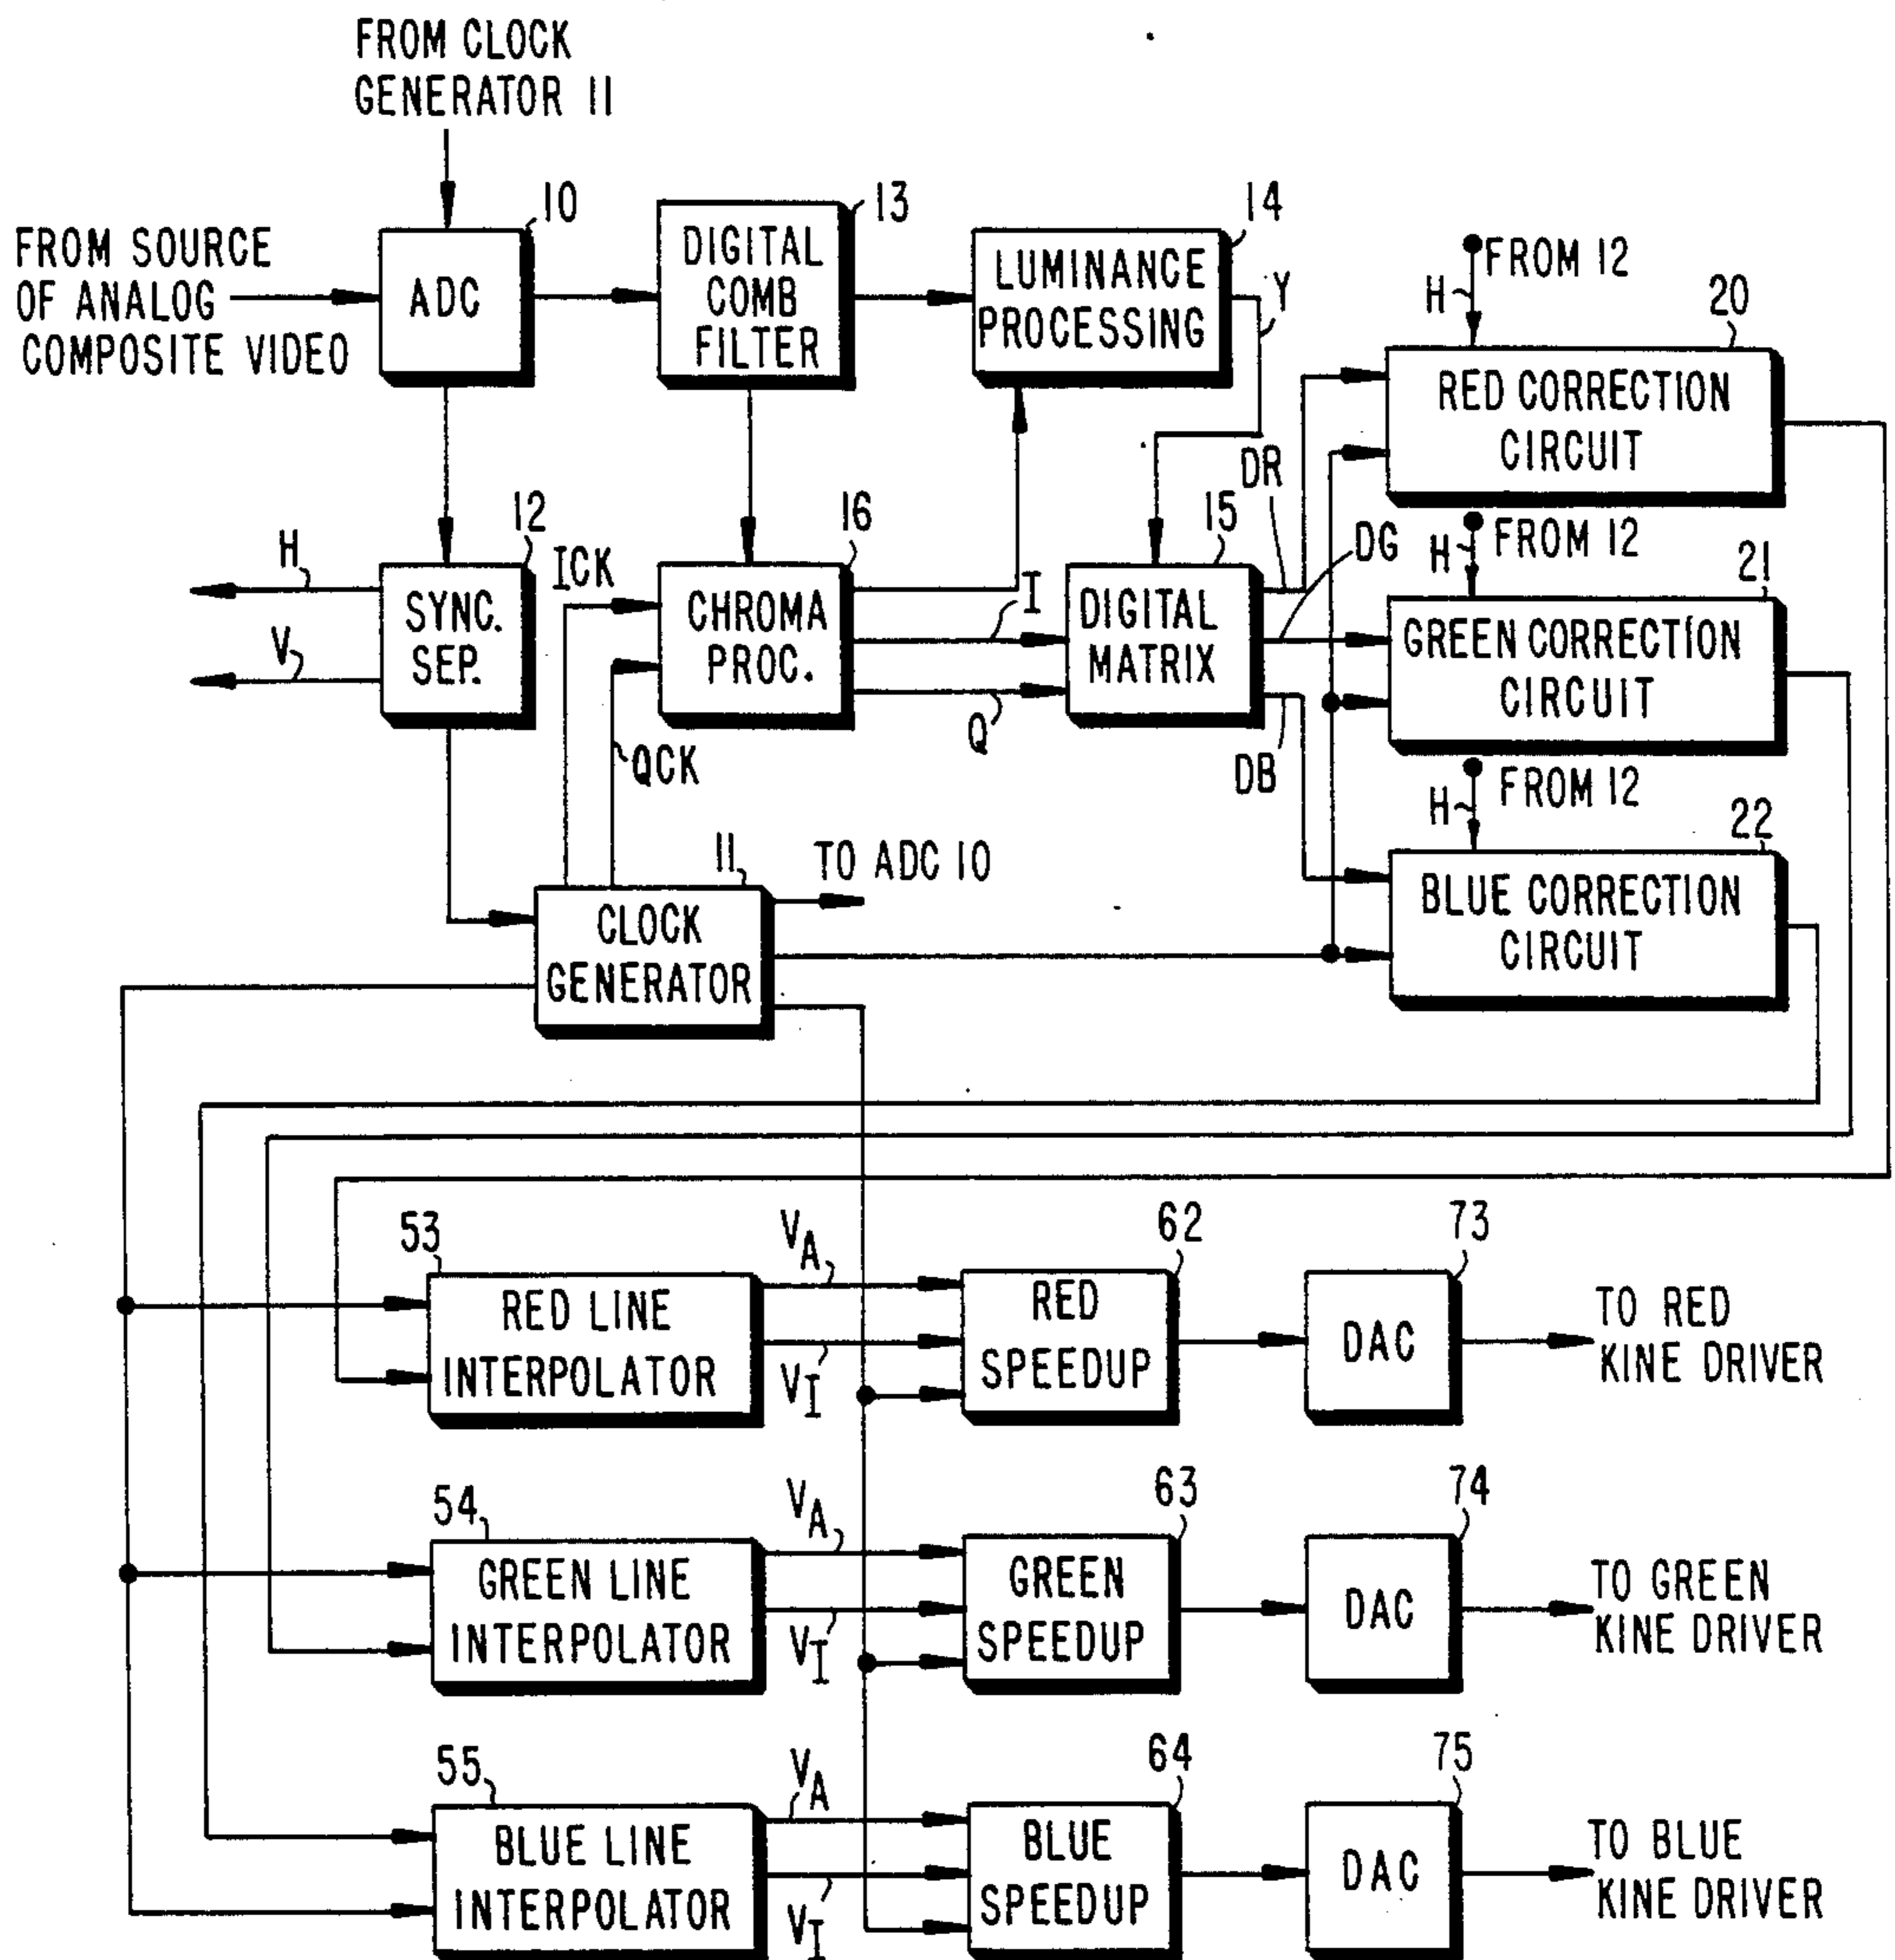 FROM CLOCK
GENERATOR 11
FROM SOURCE
OF ANALOG
COMPOSITE VIDEO
10
ADC
13
DIGITAL
COMB
FILTER
14
LUMINANCE
PROCESSING
Y
FROM 12
H
20
RED CORRECTION
CIRCUIT
12
SYNC.
SEP.
H
V
ICK
QCK
16
CHROMA
PROC.
I
Q
15
DIGITAL
MATRIX
DR
DG
DB
H
FROM 12
21
GREEN CORRECTION
CIRCUIT
H
FROM 12
22
BLUE CORRECTION
CIRCUIT
11
CLOCK
GENERATOR
TO ADC 10
53
RED LINE
INTERPOLATOR
VA
VI
62
RED
SPEEDUP
73
DAC
TO RED
KINE DRIVER
54
GREEN LINE
INTERPOLATOR
VA
VI
63
GREEN
SPEEDUP
74
DAC
TO GREEN
KINE DRIVER
55
BLUE LINE
INTERPOLATOR
VA
VI
64
BLUE
SPEEDUP
75
DAC
TO BLUE
KINE DRIVER